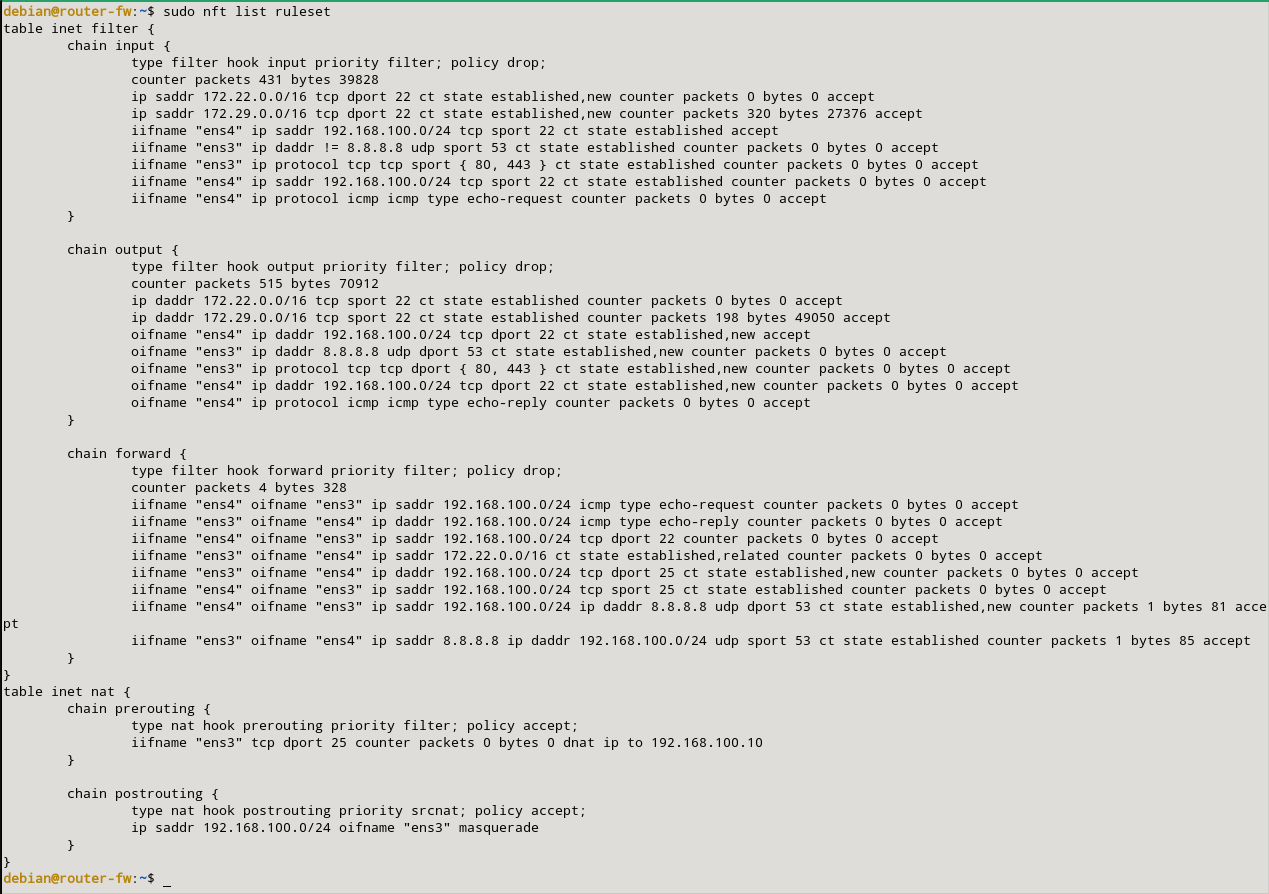 debian@router-fw:~$ sudo nft list ruleset
table inet filter {
        chain input {
                type filter hook input priority filter; policy drop;
                counter packets 431 bytes 39828
                ip saddr 172.22.0.0/16 tcp dport 22 ct state established,new counter packets 0 bytes 0 accept
                ip saddr 172.29.0.0/16 tcp dport 22 ct state established,new counter packets 320 bytes 27376 accept
                iifname "ens4" ip saddr 192.168.100.0/24 tcp sport 22 ct state established accept
                iifname "ens3" ip daddr != 8.8.8.8 udp sport 53 ct state established counter packets 0 bytes 0 accept
                iifname "ens3" ip protocol tcp tcp sport { 80, 443 } ct state established counter packets 0 bytes 0 accept
                iifname "ens4" ip saddr 192.168.100.0/24 tcp sport 22 ct state established counter packets 0 bytes 0 accept
                iifname "ens4" ip protocol icmp icmp type echo-request counter packets 0 bytes 0 accept
        }

        chain output {
                type filter hook output priority filter; policy drop;
                counter packets 515 bytes 70912
                ip daddr 172.22.0.0/16 tcp sport 22 ct state established counter packets 0 bytes 0 accept
                ip daddr 172.29.0.0/16 tcp sport 22 ct state established counter packets 198 bytes 49050 accept
                oifname "ens4" ip daddr 192.168.100.0/24 tcp dport 22 ct state established,new accept
                oifname "ens3" ip daddr 8.8.8.8 udp dport 53 ct state established,new counter packets 0 bytes 0 accept
                oifname "ens3" ip protocol tcp tcp dport { 80, 443 } ct state established,new counter packets 0 bytes 0 accept
                oifname "ens4" ip daddr 192.168.100.0/24 tcp dport 22 ct state established,new counter packets 0 bytes 0 accept
                oifname "ens4" ip protocol icmp icmp type echo-reply counter packets 0 bytes 0 accept
        }

        chain forward {
                type filter hook forward priority filter; policy drop;
                counter packets 4 bytes 328
                iifname "ens4" oifname "ens3" ip saddr 192.168.100.0/24 icmp type echo-request counter packets 0 bytes 0 accept
                iifname "ens3" oifname "ens4" ip daddr 192.168.100.0/24 icmp type echo-reply counter packets 0 bytes 0 accept
                iifname "ens4" oifname "ens3" ip saddr 192.168.100.0/24 tcp dport 22 counter packets 0 bytes 0 accept
                iifname "ens3" oifname "ens4" ip saddr 172.22.0.0/16 ct state established,related counter packets 0 bytes 0 accept
                iifname "ens3" oifname "ens4" ip daddr 192.168.100.0/24 tcp dport 25 ct state established,new counter packets 0 bytes 0 accept
                iifname "ens4" oifname "ens3" ip saddr 192.168.100.0/24 tcp sport 25 ct state established counter packets 0 bytes 0 accept
                iifname "ens4" oifname "ens3" ip saddr 192.168.100.0/24 ip daddr 8.8.8.8 udp dport 53 ct state established,new counter packets 1 bytes 81 acce
pt
                iifname "ens3" oifname "ens4" ip saddr 8.8.8.8 ip daddr 192.168.100.0/24 udp sport 53 ct state established counter packets 1 bytes 85 accept
        }
}
table inet nat {
        chain prerouting {
                type nat hook prerouting priority filter; policy accept;
                iifname "ens3" tcp dport 25 counter packets 0 bytes 0 dnat ip to 192.168.100.10
        }

        chain postrouting {
                type nat hook postrouting priority srcnat; policy accept;
                ip saddr 192.168.100.0/24 oifname "ens3" masquerade
        }
}
debian@router-fw:~$ _